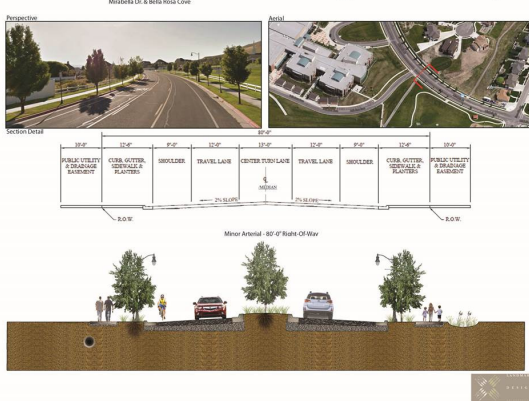 Mirabella Dr. & Bella Rosa Cove
Perspective
Aerial
Section Detail
80'-0"
10'-0" 12'-6" 9'-0" 12'-0" 13'-0" 12'-0" 9'-0" 12'-6" 10'-0"
PUBLIC UTILITY & DRAINAGE EASEMENT
CURB, GUTTER, SIDEWALK & PLANTERS
SHOULDER
TRAVEL LANE
CENTER TURN LANE
/MEDIAN
TRAVEL LANE
SHOULDER
CURB, GUTTER, SIDEWALK & PLANTERS
PUBLIC UTILITY & DRAINAGE EASEMENT
2% SLOPE
2% SLOPE
R.O.W.
R.O.W.
Minor Arterial - 80'-0" Right-Of-Way